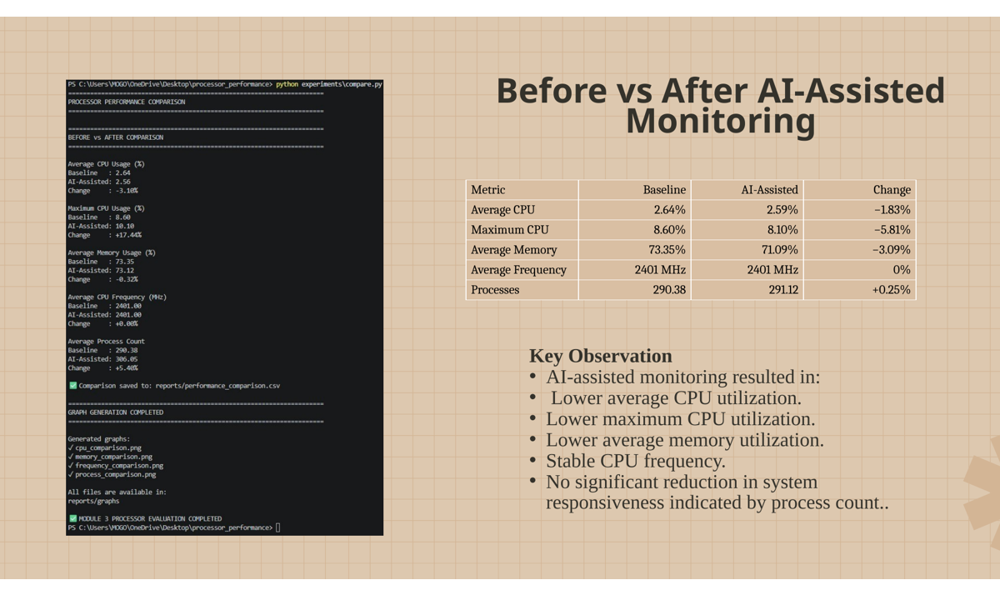 PS C:\Users\MOGO\OneDrive\Desktop\processor_performance> python experiments\compare.py
======================================================================
PROCESSOR PERFORMANCE COMPARISON
======================================================================
======================================================================
BEFORE vs AFTER COMPARISON
======================================================================
Average CPU Usage (%)
Baseline   : 2.64
AI-Assisted: 2.56
Change     : -3.10%
Maximum CPU Usage (%)
Baseline   : 8.60
AI-Assisted: 10.10
Change     : +17.44%
Average Memory Usage (%)
Baseline   : 73.35
AI-Assisted: 73.12
Change     : -0.32%
Average CPU Frequency (MHz)
Baseline   : 2401.00
AI-Assisted: 2401.00
Change     : +0.00%
Average Process Count
Baseline   : 290.38
AI-Assisted: 306.05
Change     : +5.40%
✅ Comparison saved to: reports/performance_comparison.csv
======================================================================
GRAPH GENERATION COMPLETED
======================================================================
Generated graphs:
✓ cpu_comparison.png
✓ memory_comparison.png
✓ frequency_comparison.png
✓ process_comparison.png
All files are available in:
reports/graphs
✅ MODULE 3 PROCESSOR EVALUATION COMPLETED
PS C:\Users\MOGO\OneDrive\Desktop\processor_performance>
Before vs After AI-Assisted
Monitoring
Metric Baseline AI-Assisted Change
Average CPU 2.64% 2.59% −1.83%
Maximum CPU 8.60% 8.10% −5.81%
Average Memory 73.35% 71.09% −3.09%
Average Frequency 2401 MHz 2401 MHz 0%
Processes 290.38 291.12 +0.25%
Key Observation
• AI-assisted monitoring resulted in:
• Lower average CPU utilization.
• Lower maximum CPU utilization.
• Lower average memory utilization.
• Stable CPU frequency.
• No significant reduction in system
responsiveness indicated by process count..